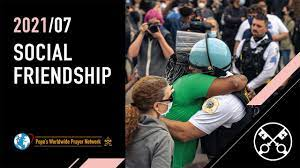 2021/07
SOCIAL
FRIENDSHIP
Pope's Worldwide Prayer Network